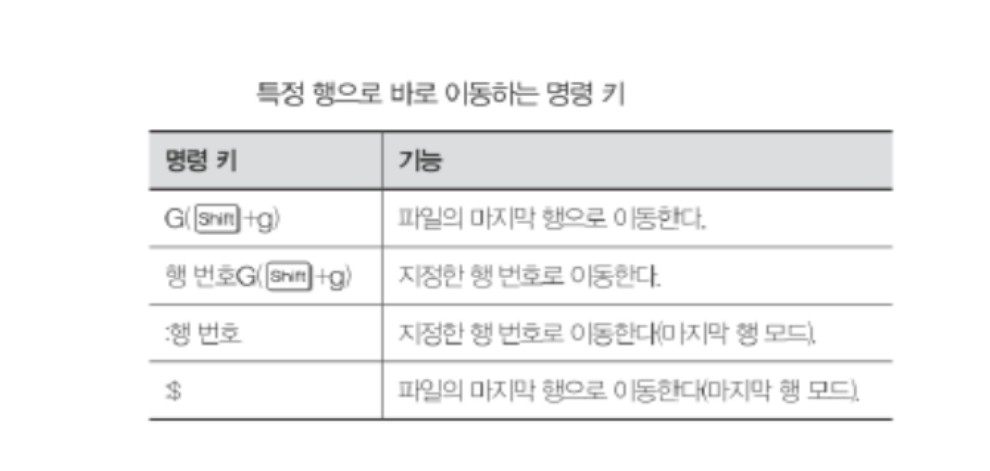 특정 행으로 바로 이동하는 명령 키
명령 키 기능
G(Shift+g) 파일의 마지막 행으로 이동한다.
행 번호G(Shift+g) 지정한 행 번호로 이동한다.
:행 번호 지정한 행 번호로 이동한다(마지막 행 모드).
:$ 파일의 마지막 행으로 이동한다(마지막 행 모드).